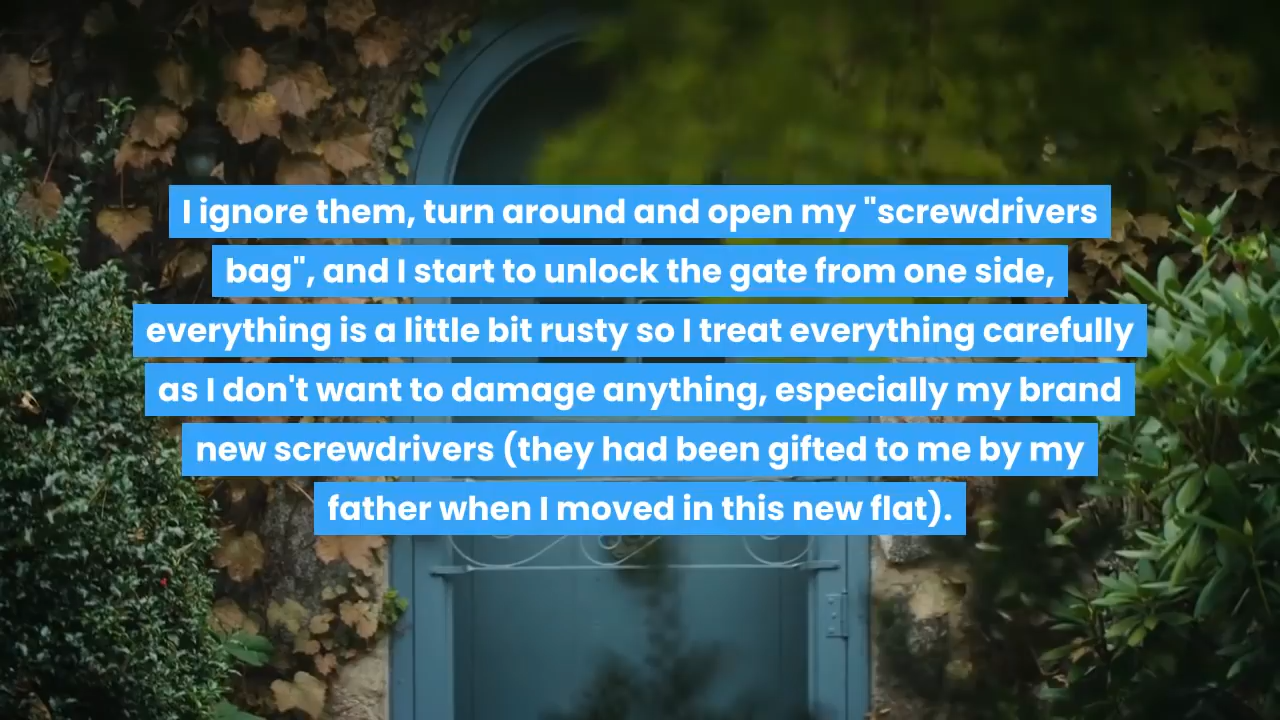 I ignore them, turn around and open my "screwdrivers
bag", and I start to unlock the gate from one side,
everything is a little bit rusty so I treat everything carefully
as I don't want to damage anything, especially my brand
new screwdrivers (they had been gifted to me by my
father when I moved in this new flat).